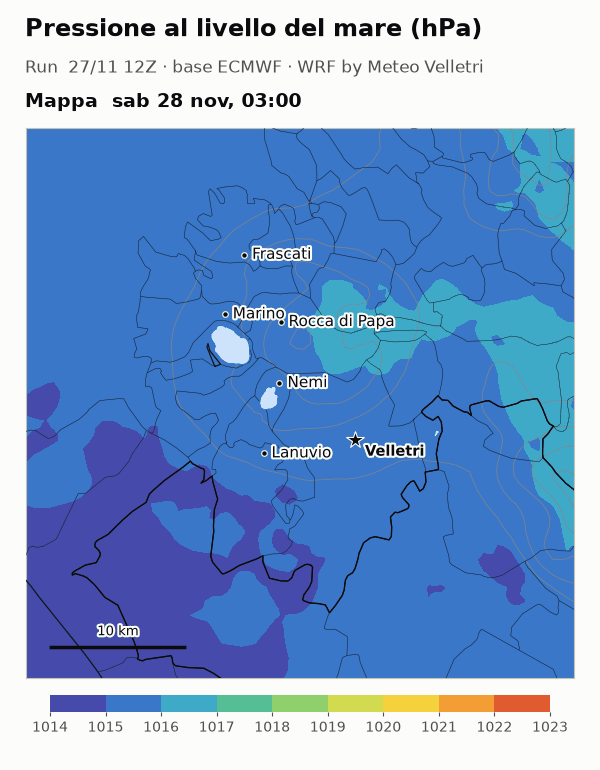 Pressione al livello del mare (hPa)
Run  27/11 12Z · base ECMWF · WRF by Meteo Velletri
Mappa  sab 28 nov, 03:00
Frascati
Marino
Rocca di Papa
Nemi
Velletri
Lanuvio
10 km
1014 1015 1016 1017 1018 1019 1020 1021 1022 1023